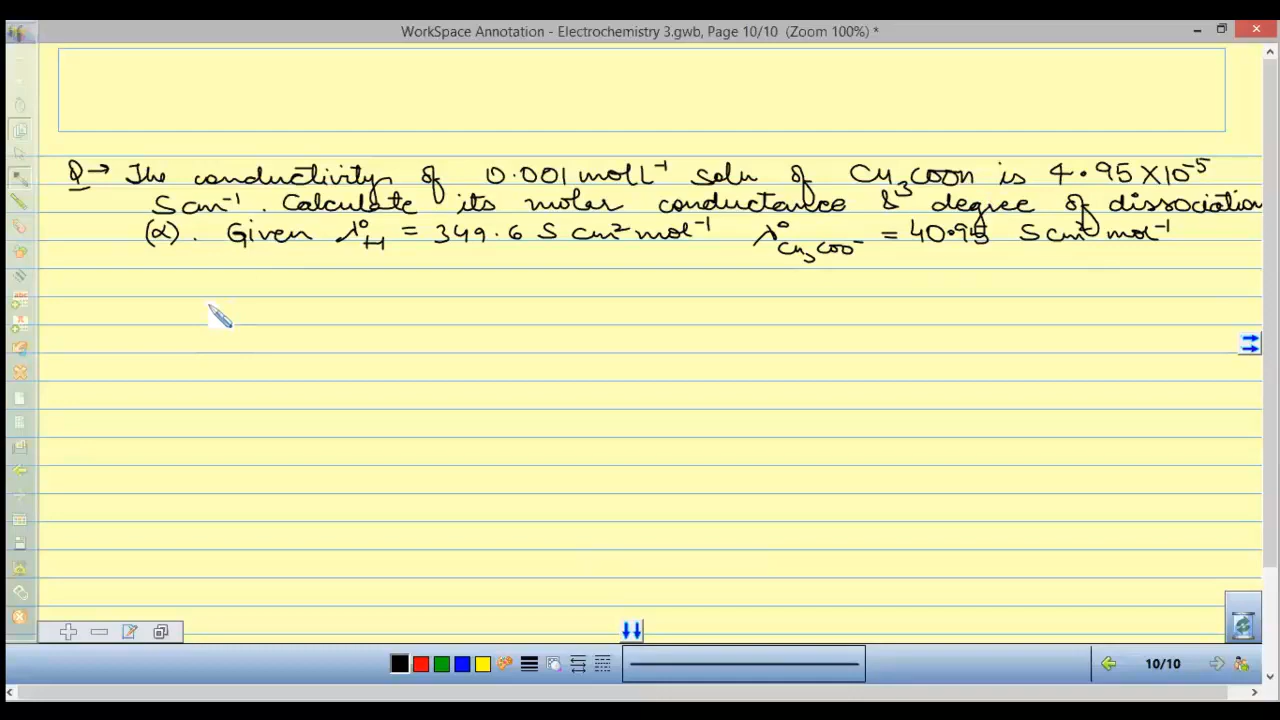 WorkSpace Annotation - Electrochemistry 3.gwb, Page 10/10 (Zoom 100%) *
Q→ The conductivity of 0.001 mol L⁻¹ soln of CH₃COOH is 4.95 X 10⁻⁵
S cm⁻¹. Calculate its molar conductance & degree of dissociation
(α). Given λ°H = 349.6 S cm² mol⁻¹ λ°CH₃COO⁻ = 40.95 S cm² mol⁻¹
10/10